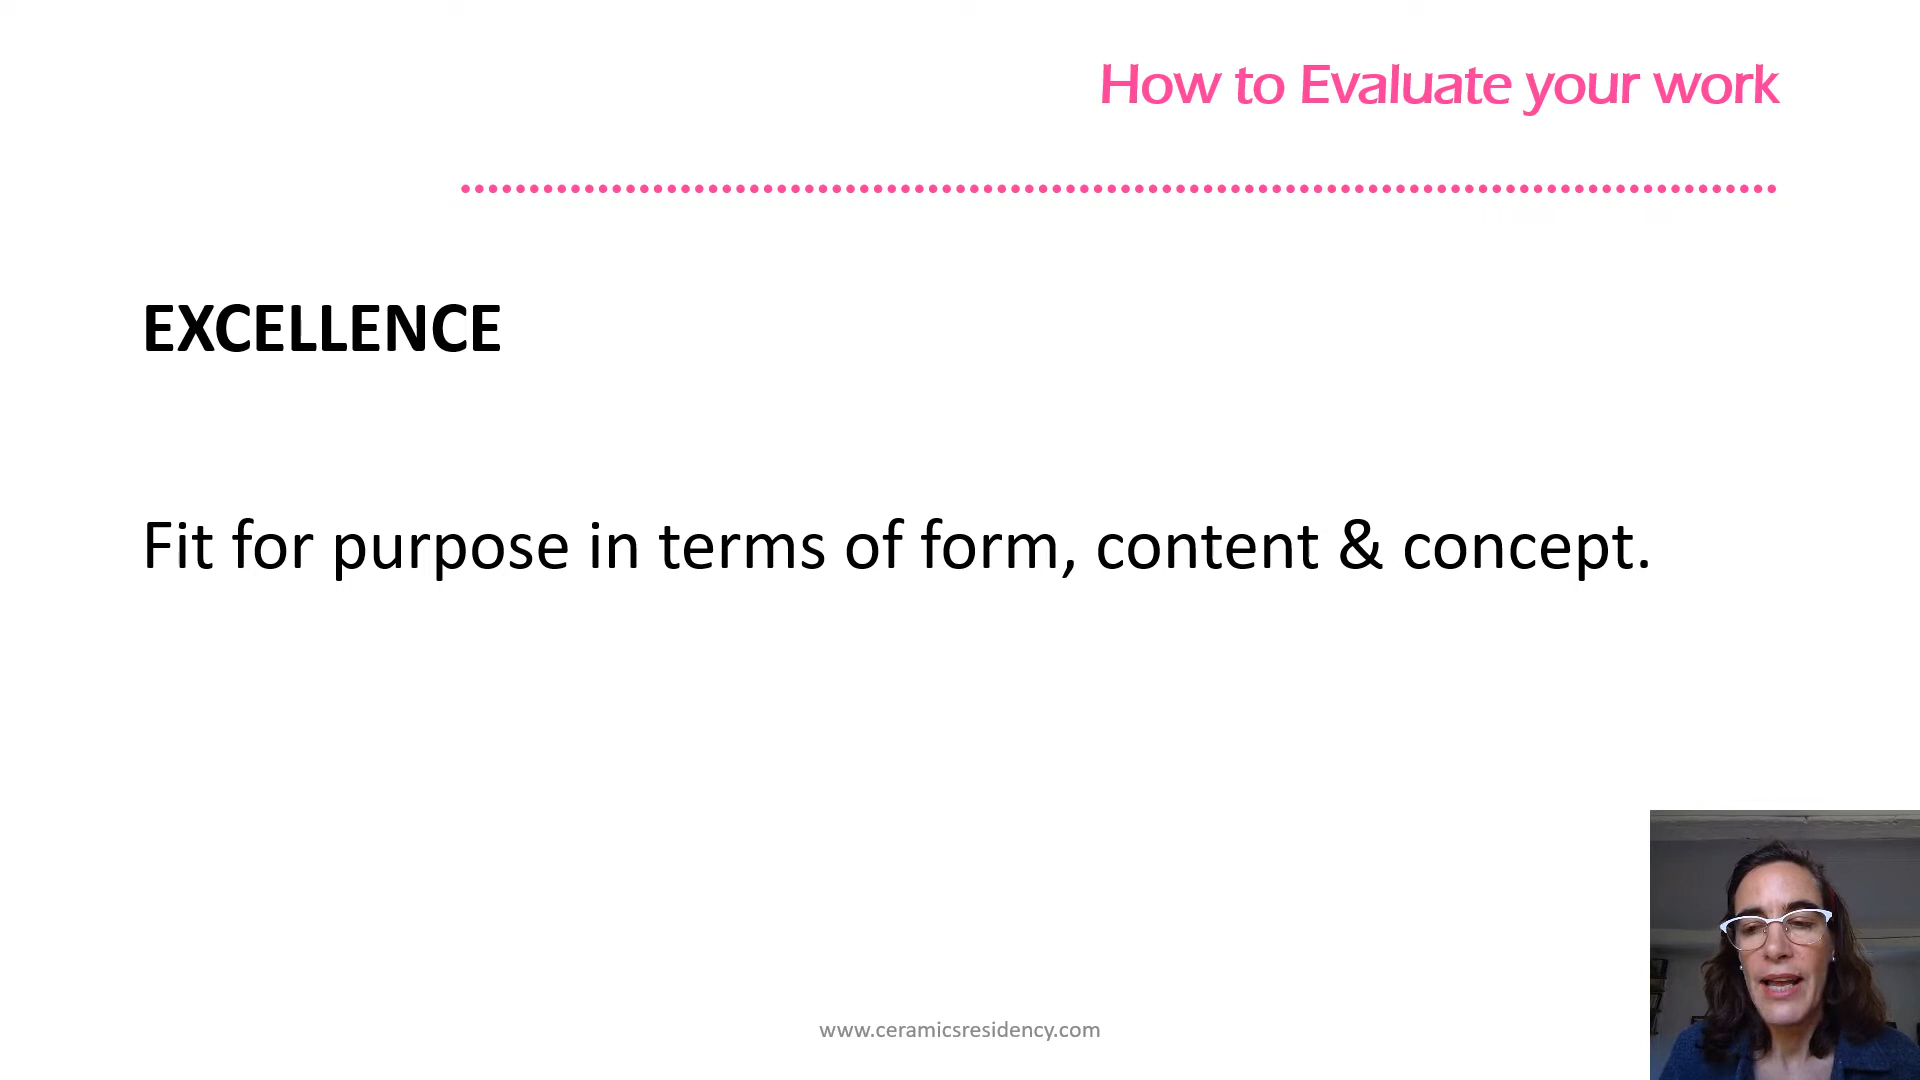 How to Evaluate your work
EXCELLENCE
Fit for purpose in terms of form, content & concept.
www.ceramicsresidency.com